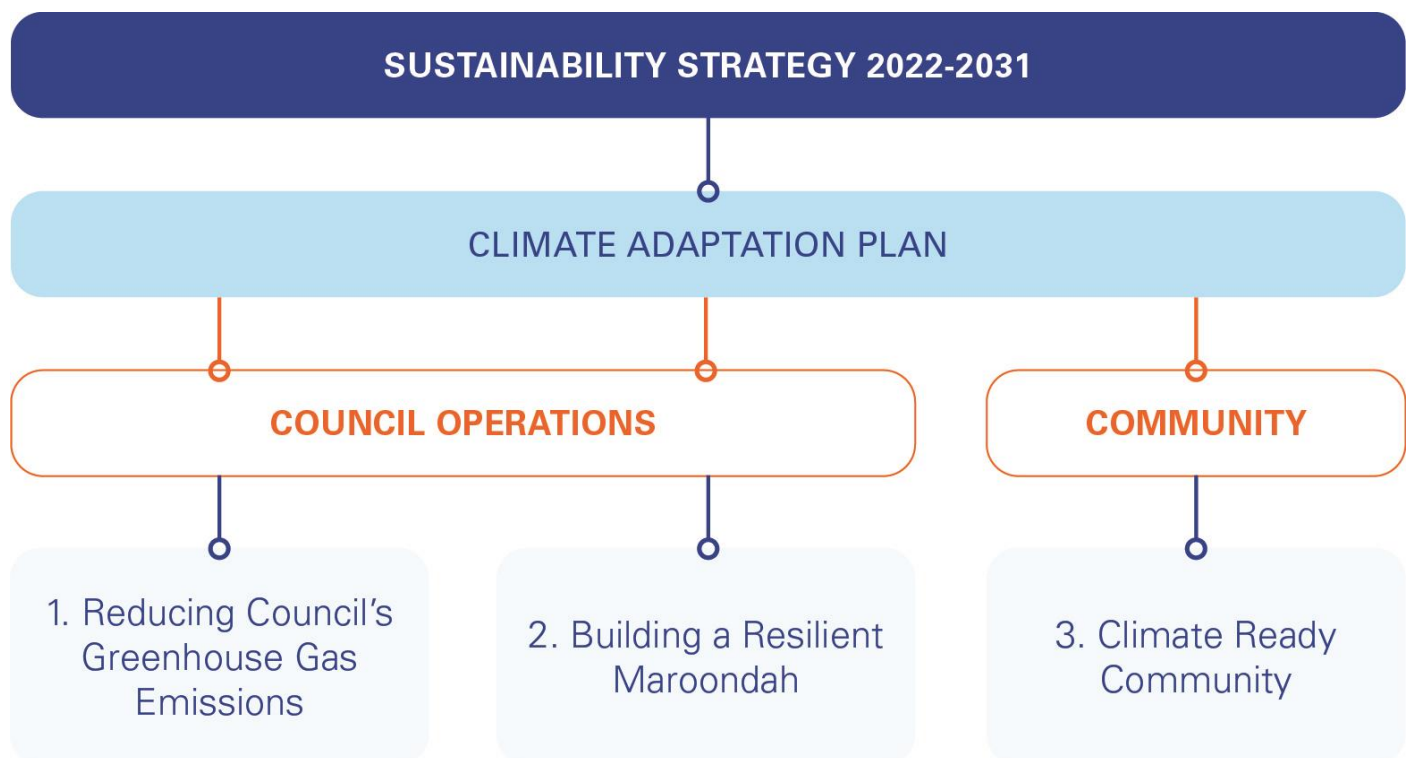 SUSTAINABILITY STRATEGY 2022-2031
CLIMATE ADAPTATION PLAN
COUNCIL OPERATIONS
COMMUNITY
1. Reducing Council’s
Greenhouse Gas
Emissions
2. Building a Resilient
Maroondah
3. Climate Ready
Community